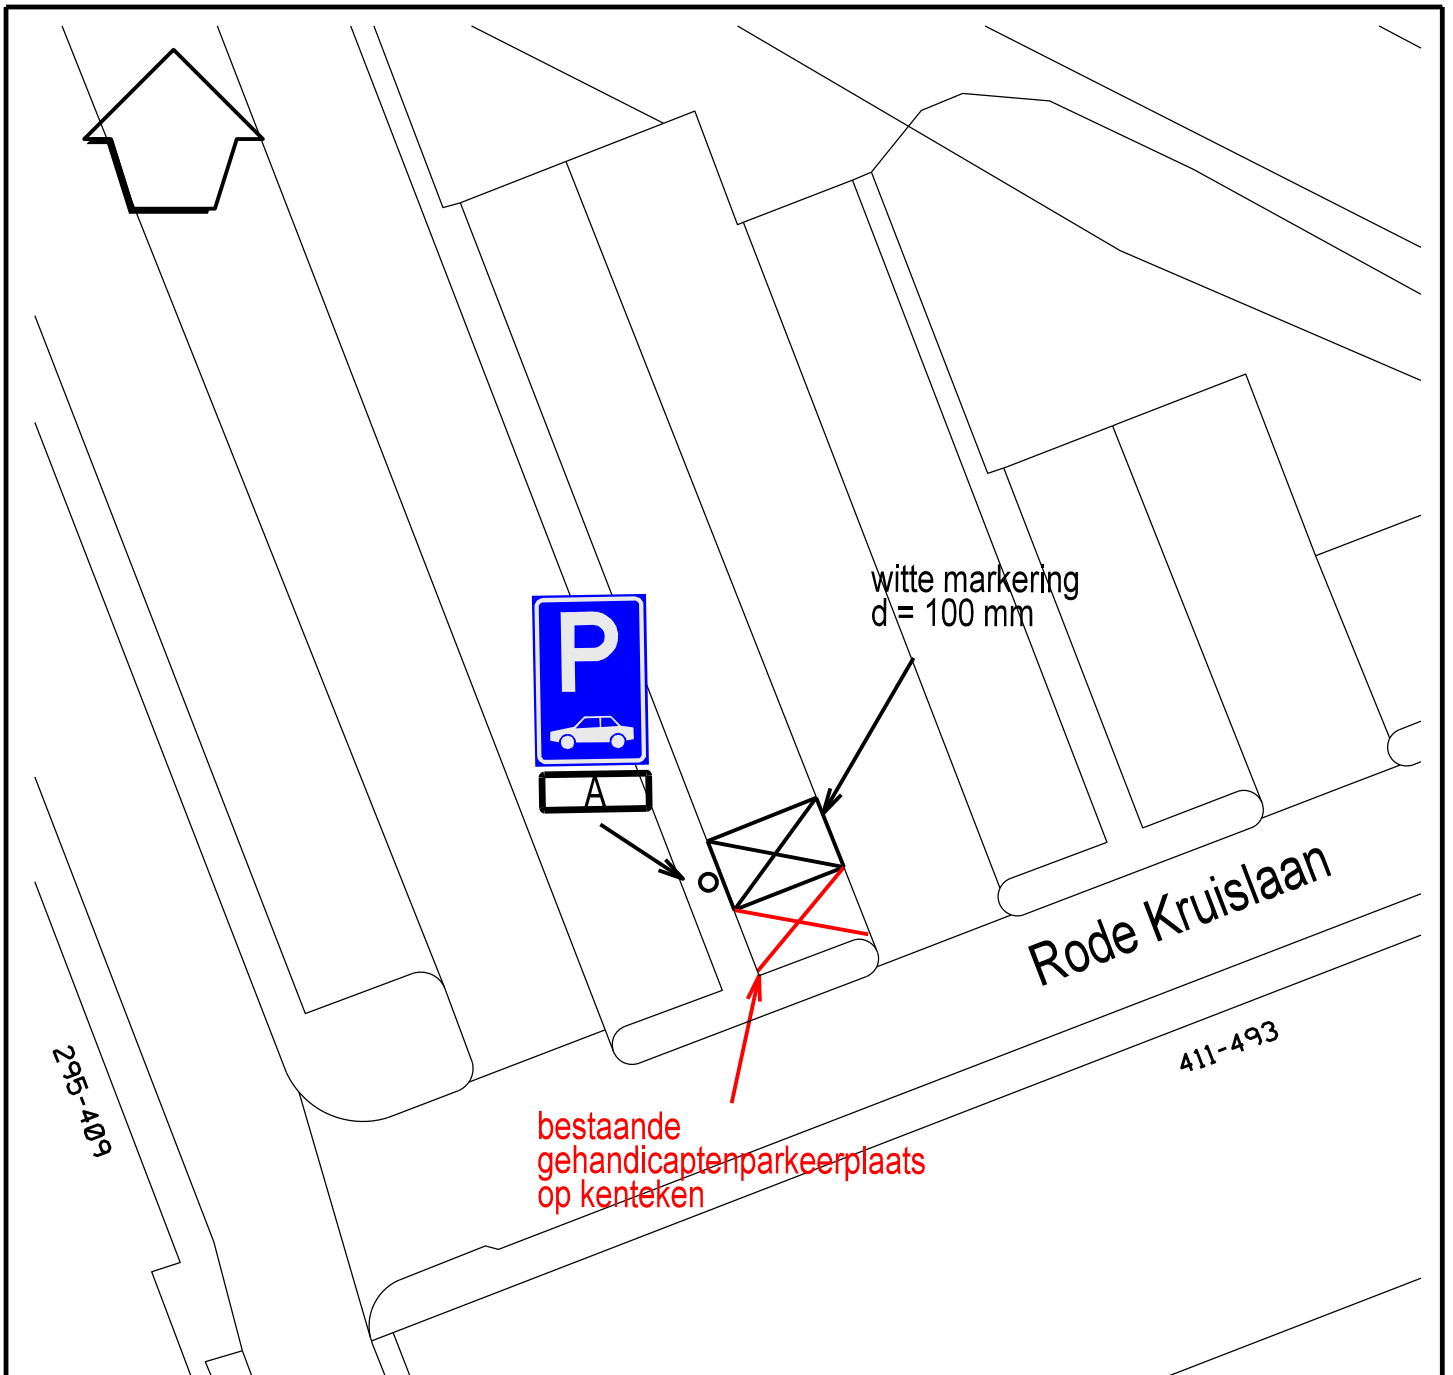 witte markering
d = 100 mm
P
A
Rode Kruislaan
295-409
411-493
bestaande
gehandicaptenparkeerplaats
op kenteken